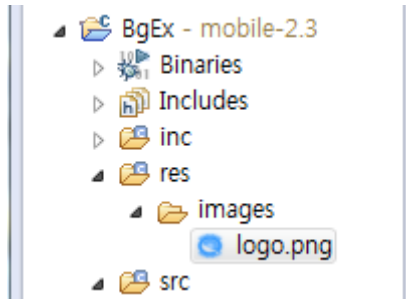 BgEx - mobile-2.3
Binaries
Includes
inc
res
images
logo.png
src